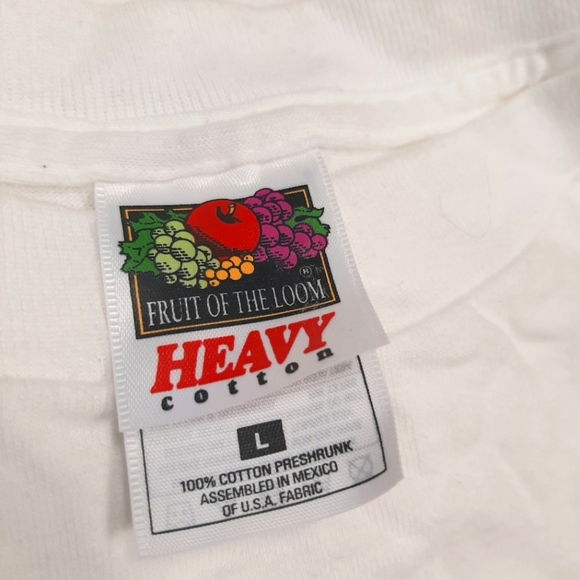 FRUIT OF THE LOOM ®
HEAVY
cotton
L
100% COTTON PRESHRUNK
ASSEMBLED IN MEXICO
OF U.S.A. FABRIC